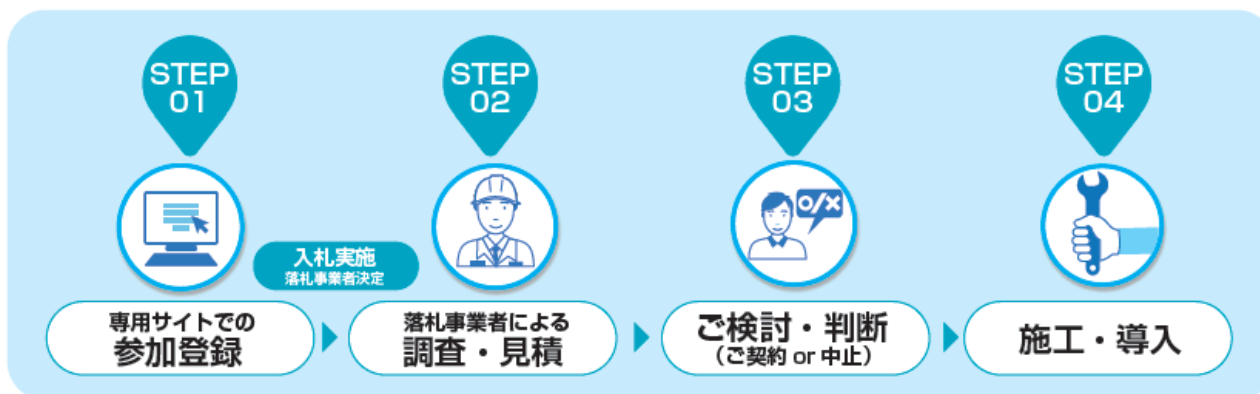 STEP
01
STEP
02
STEP
03
STEP
04
o/x
入札実施
落札事業者決定
専用サイトでの
参加登録
落札事業者による
調査・見積
ご検討・判断
（ご契約 or 中止）
施工・導入